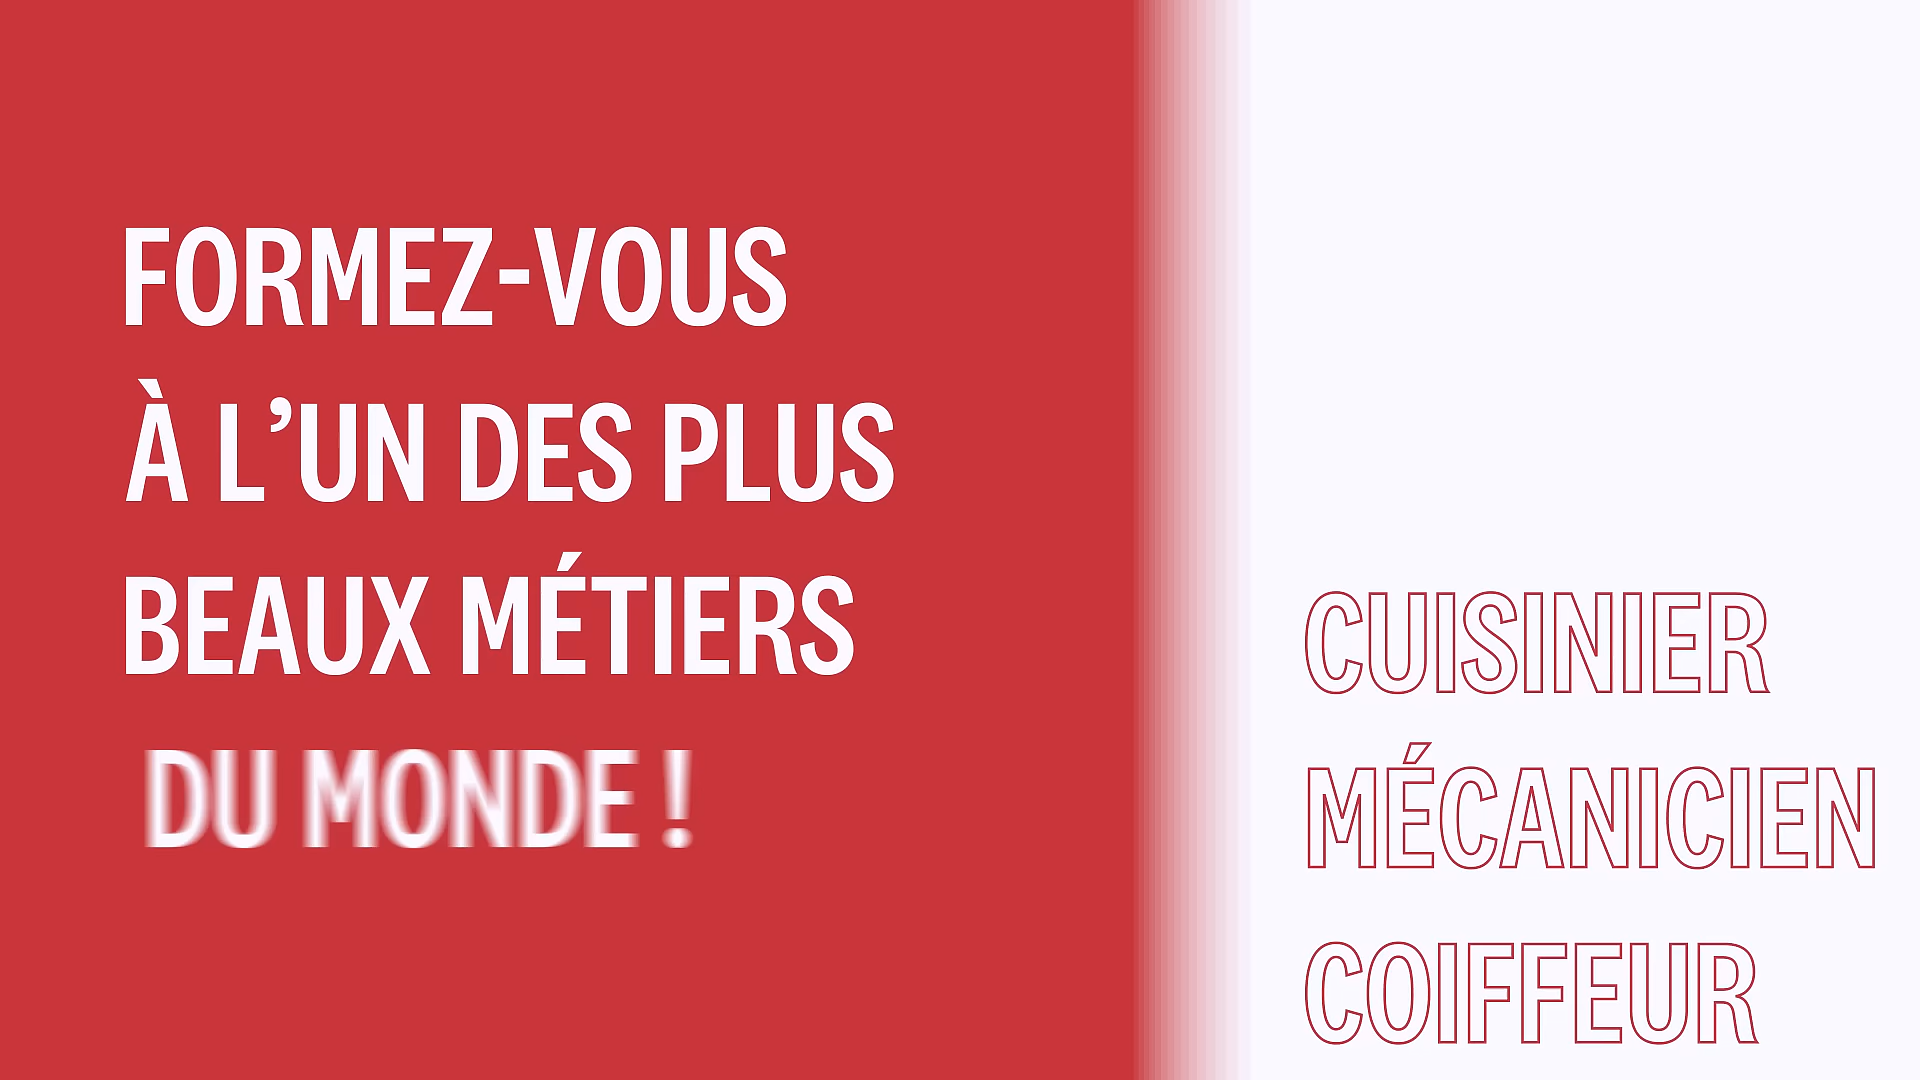 FORMEZ-VOUS
À L’UN DES PLUS
BEAUX MÉTIERS
DU MONDE !
CUISINIER
MÉCANICIEN
COIFFEUR